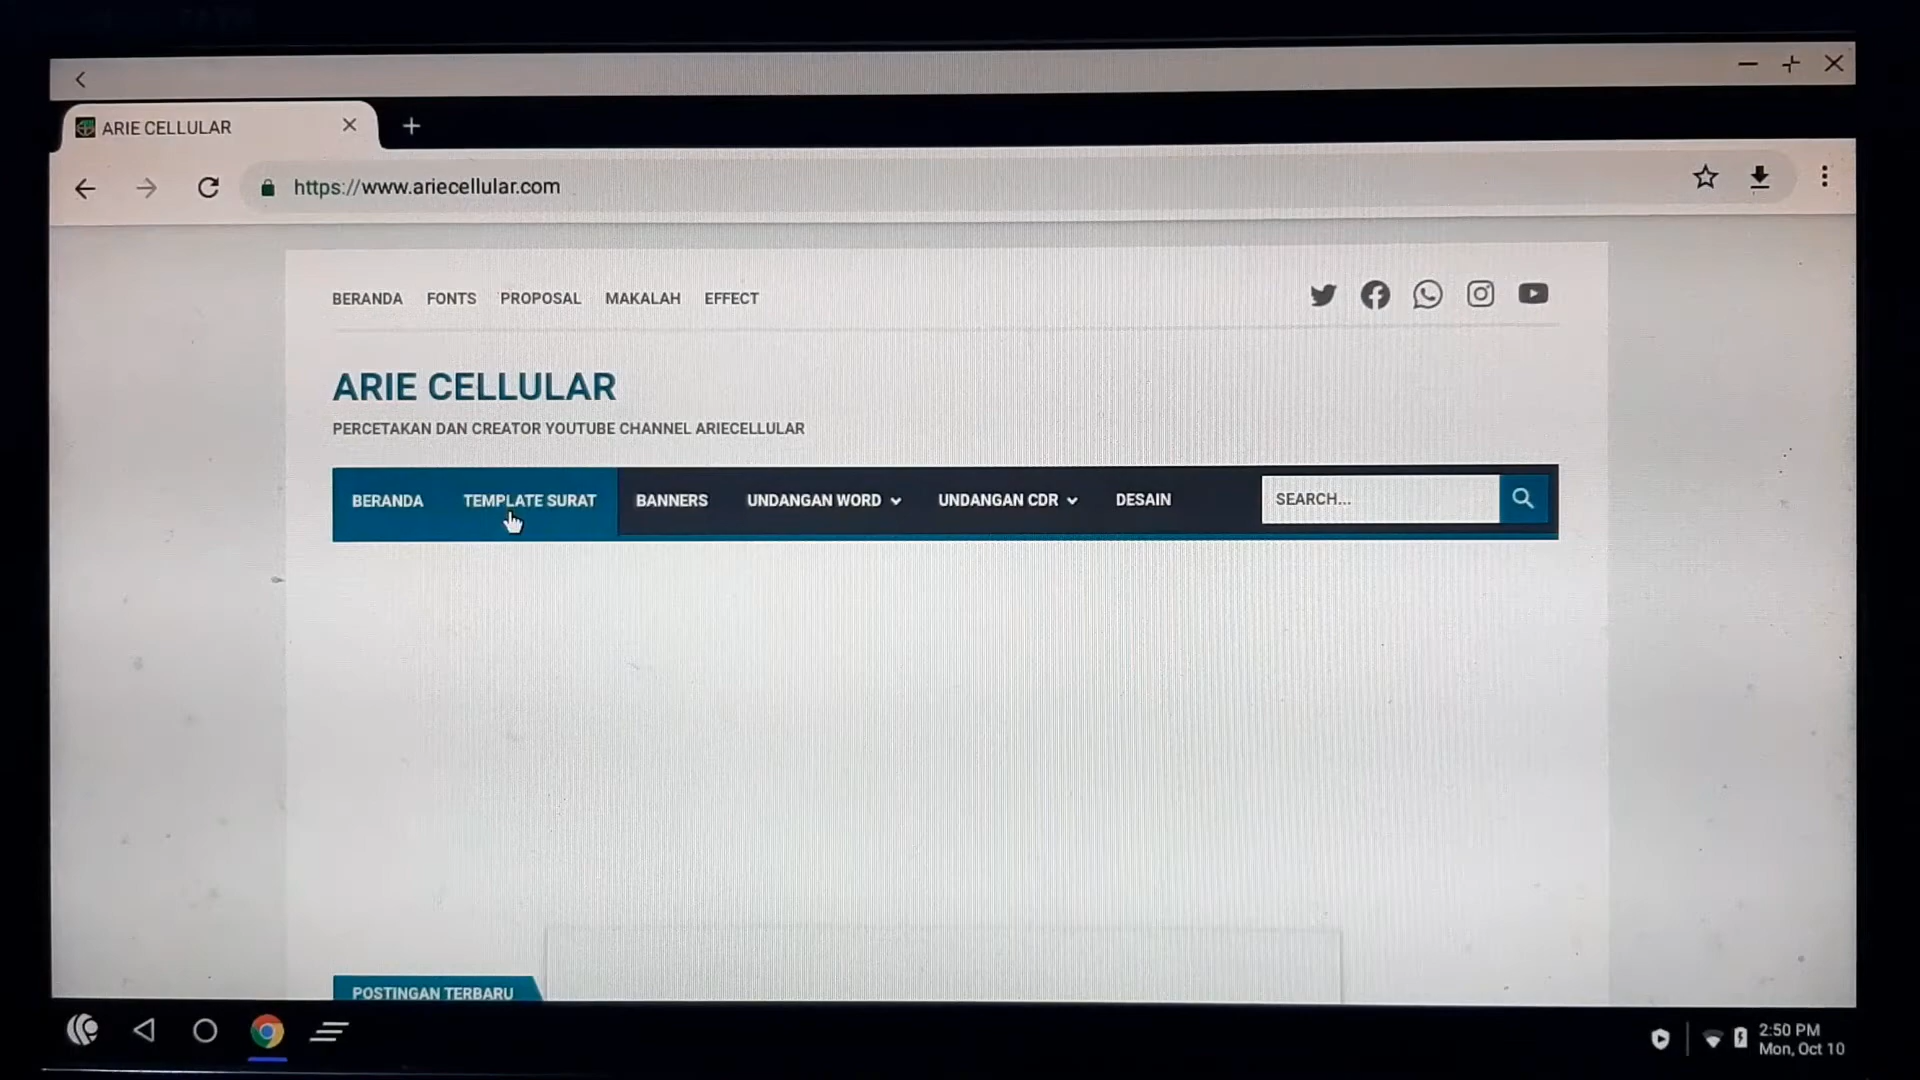 ARIE CELLULAR
https://www.ariecellular.com
BERANDA FONTS PROPOSAL MAKALAH EFFECT
ARIE CELLULAR
PERCETAKAN DAN CREATOR YOUTUBE CHANNEL ARIECELLULAR
BERANDA TEMPLATE SURAT BANNERS UNDANGAN WORD UNDANGAN CDR DESAIN SEARCH...
POSTINGAN TERBARU
2:50 PM
Mon, Oct 10